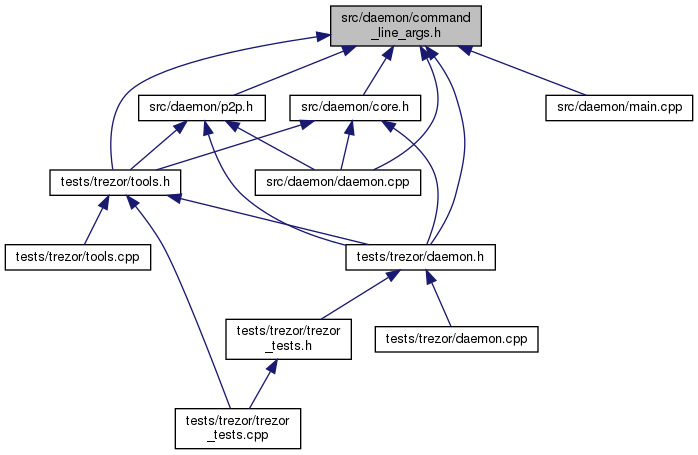 src/daemon/command
_line_args.h
src/daemon/p2p.h
src/daemon/core.h
src/daemon/main.cpp
tests/trezor/tools.h
src/daemon/daemon.cpp
tests/trezor/tools.cpp
tests/trezor/daemon.h
tests/trezor/trezor
_tests.h
tests/trezor/daemon.cpp
tests/trezor/trezor
_tests.cpp